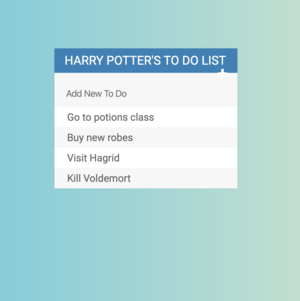 HARRY POTTER'S TO DO LIST
Add New To Do
Go to potions class
Buy new robes
Visit Hagrid
Kill Voldemort